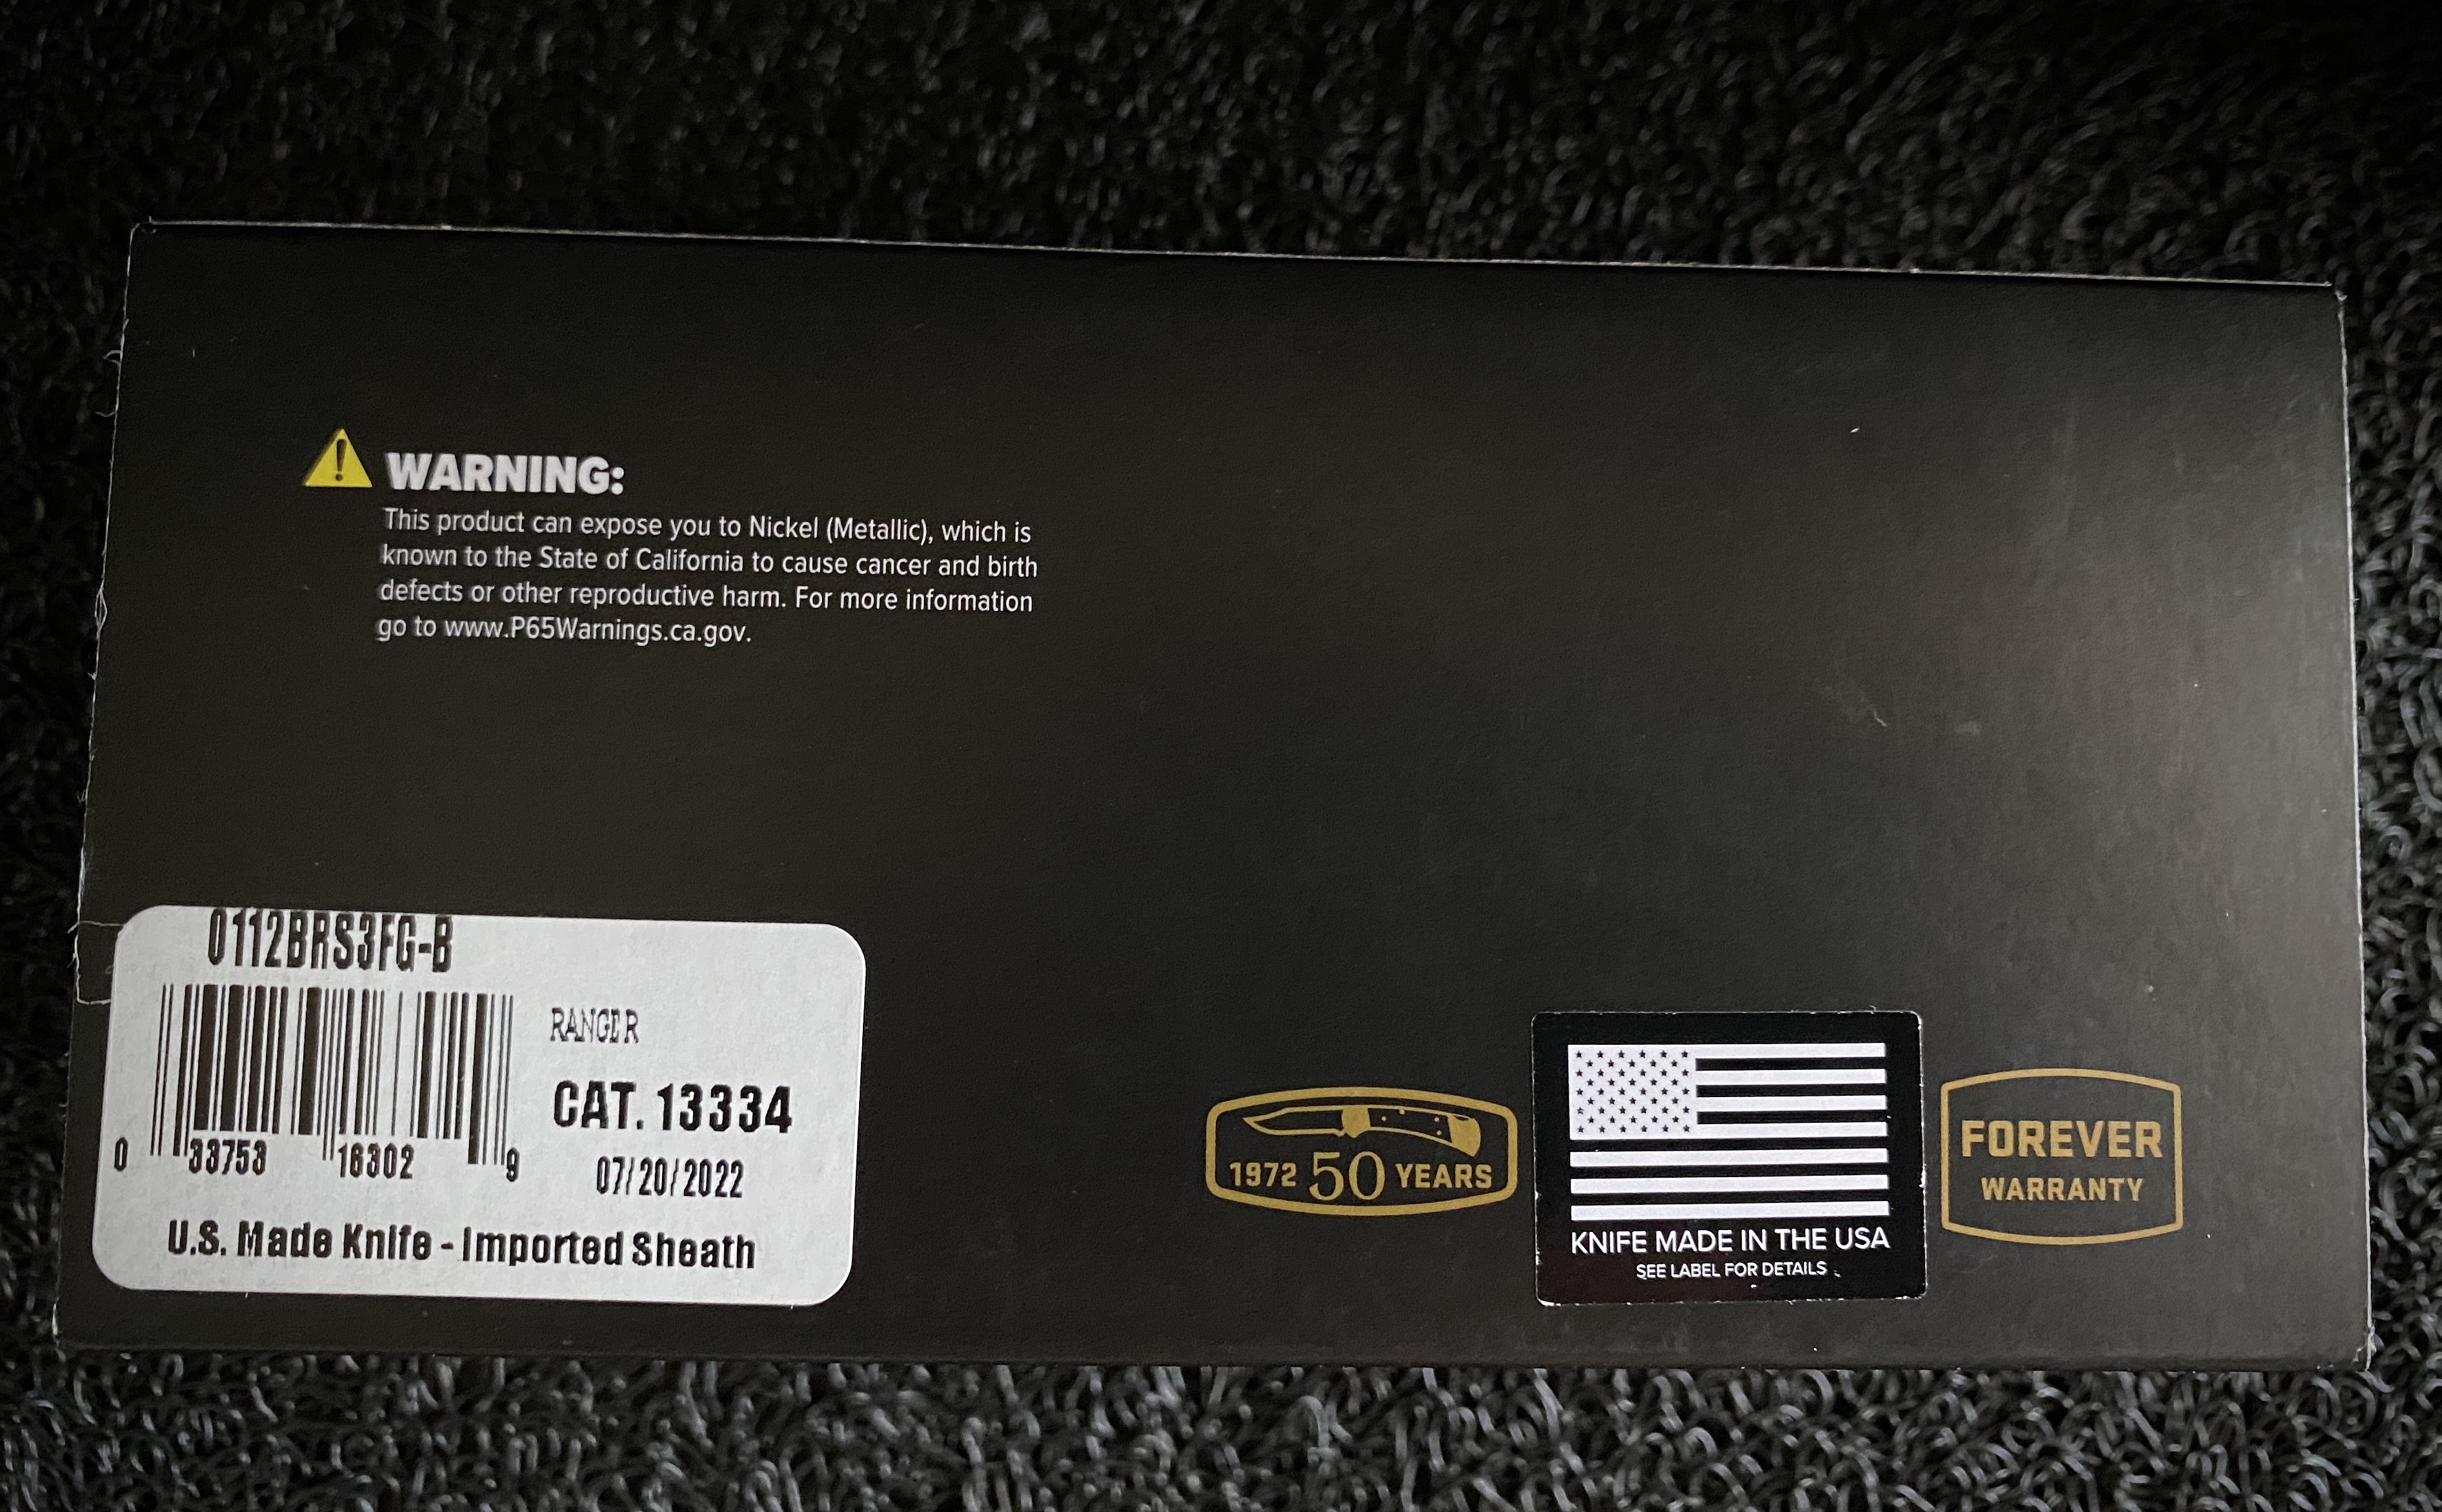 WARNING:
This product can expose you to Nickel (Metallic), which is
known to the State of California to cause cancer and birth
defects or other reproductive harm. For more information
go to www.P65Warnings.ca.gov.
0112BRS3FG-B
RANGER
CAT. 13334
0 33753 16302 9
07/20/2022
U.S. Made Knife - Imported Sheath
1972 50 YEARS
KNIFE MADE IN THE USA
SEE LABEL FOR DETAILS
FOREVER
WARRANTY